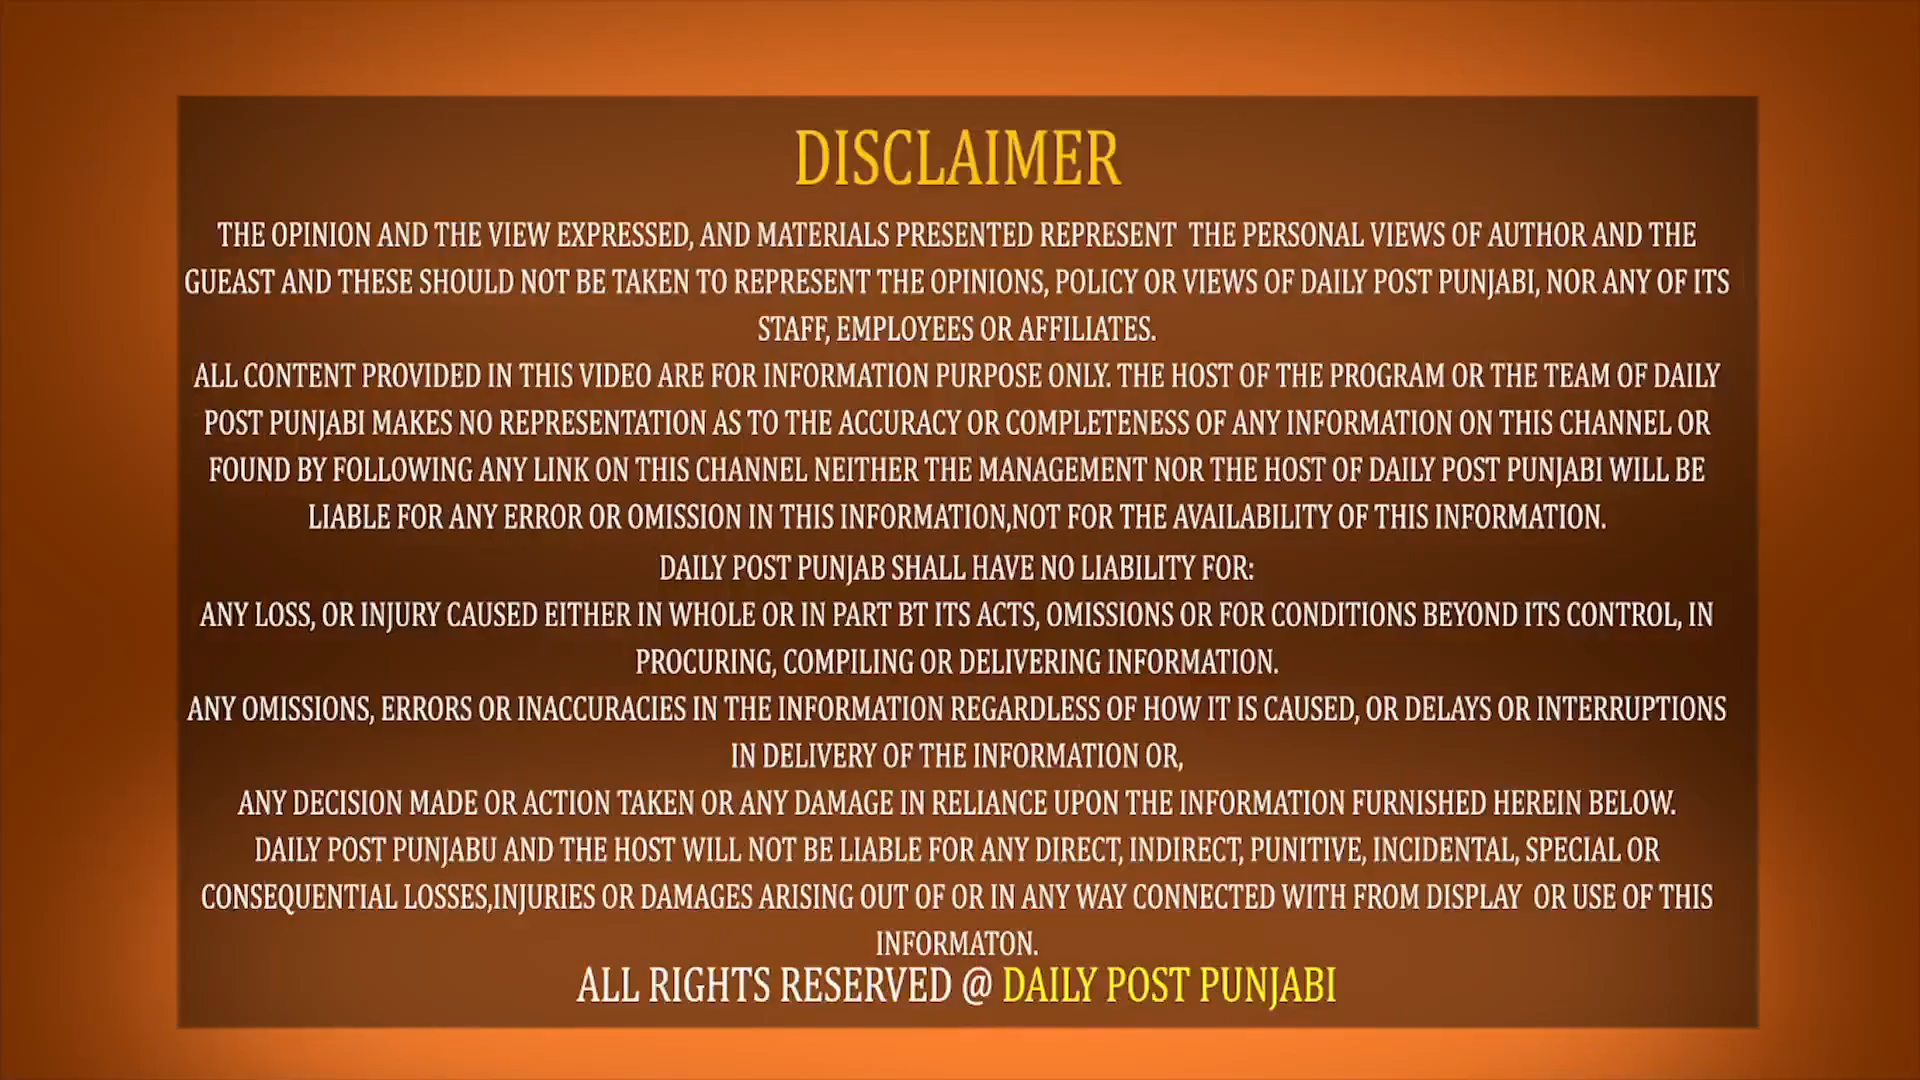 DISCLAIMER
THE OPINION AND THE VIEW EXPRESSED, AND MATERIALS PRESENTED REPRESENT THE PERSONAL VIEWS OF AUTHOR AND THE
GUEAST AND THESE SHOULD NOT BE TAKEN TO REPRESENT THE OPINIONS, POLICY OR VIEWS OF DAILY POST PUNJABI, NOR ANY OF ITS
STAFF, EMPLOYEES OR AFFILIATES.
ALL CONTENT PROVIDED IN THIS VIDEO ARE FOR INFORMATION PURPOSE ONLY. THE HOST OF THE PROGRAM OR THE TEAM OF DAILY
POST PUNJABI MAKES NO REPRESENTATION AS TO THE ACCURACY OR COMPLETENESS OF ANY INFORMATION ON THIS CHANNEL OR
FOUND BY FOLLOWING ANY LINK ON THIS CHANNEL NEITHER THE MANAGEMENT NOR THE HOST OF DAILY POST PUNJABI WILL BE
LIABLE FOR ANY ERROR OR OMISSION IN THIS INFORMATION,NOT FOR THE AVAILABILITY OF THIS INFORMATION.
DAILY POST PUNJAB SHALL HAVE NO LIABILITY FOR:
ANY LOSS, OR INJURY CAUSED EITHER IN WHOLE OR IN PART BT ITS ACTS, OMISSIONS OR FOR CONDITIONS BEYOND ITS CONTROL, IN
PROCURING, COMPILING OR DELIVERING INFORMATION.
ANY OMISSIONS, ERRORS OR INACCURACIES IN THE INFORMATION REGARDLESS OF HOW IT IS CAUSED, OR DELAYS OR INTERRUPTIONS
IN DELIVERY OF THE INFORMATION OR,
ANY DECISION MADE OR ACTION TAKEN OR ANY DAMAGE IN RELIANCE UPON THE INFORMATION FURNISHED HEREIN BELOW.
DAILY POST PUNJABU AND THE HOST WILL NOT BE LIABLE FOR ANY DIRECT, INDIRECT, PUNITIVE, INCIDENTAL, SPECIAL OR
CONSEQUENTIAL LOSSES,INJURIES OR DAMAGES ARISING OUT OF OR IN ANY WAY CONNECTED WITH FROM DISPLAY OR USE OF THIS
INFORMATON.
ALL RIGHTS RESERVED @ DAILY POST PUNJABI